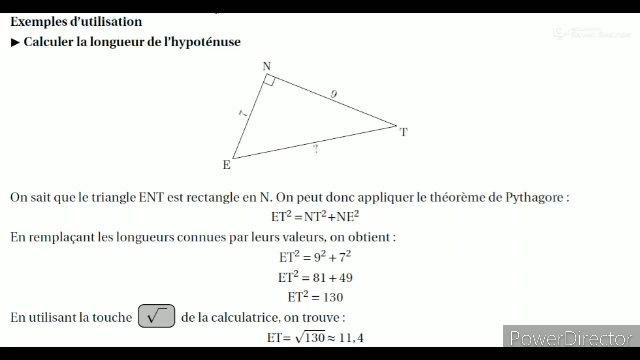 Exemples d'utilisation
▶ Calculer la longueur de l'hypoténuse
N
9
7
T
?
E
On sait que le triangle ENT est rectangle en N. On peut donc appliquer le théorème de Pythagore :
ET²=NT²+NE²
En remplaçant les longueurs connues par leurs valeurs, on obtient :
ET² = 9² + 7²
ET² = 81 + 49
ET² = 130
En utilisant la touche √ de la calculatrice, on trouve :
ET= √130 ≈ 11,4
PowerDirector